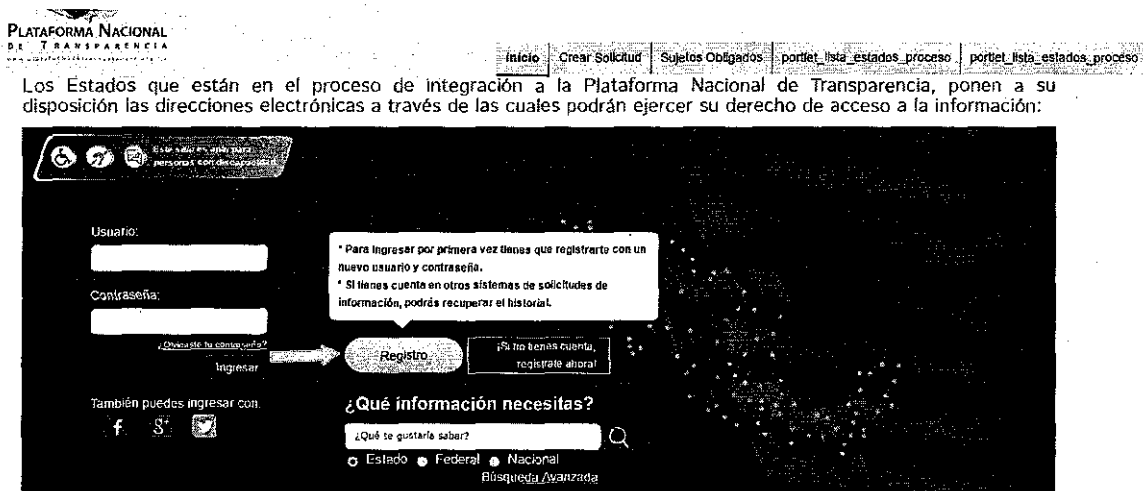 PLATAFORMA NACIONAL
DE TRANSPARENCIA
Inicio Crear Solicitud Sujetos Obligados portlet_lista_estados_proceso portlet_lista_estados_proceso
Los Estados que están en el proceso de integración a la Plataforma Nacional de Transparencia, ponen a su
disposición las direcciones electrónicas a través de las cuales podrán ejercer su derecho de acceso a la información:
Este sitio es apto para
personas con discapacidad
Usuario:
* Para ingresar por primera vez tienes que registrarte con un
nuevo usuario y contraseña.
* Si tienes cuenta en otros sistemas de solicitudes de
información, podrás recuperar el historial.
Contraseña:
¿Olvidaste tu contraseña?
Ingresar
Registro
¡Si no tienes cuenta,
regístrate ahora!
También puedes ingresar con:
¿Qué información necesitas?
¿Qué te gustaría saber?
Estado Federal Nacional
Búsqueda Avanzada